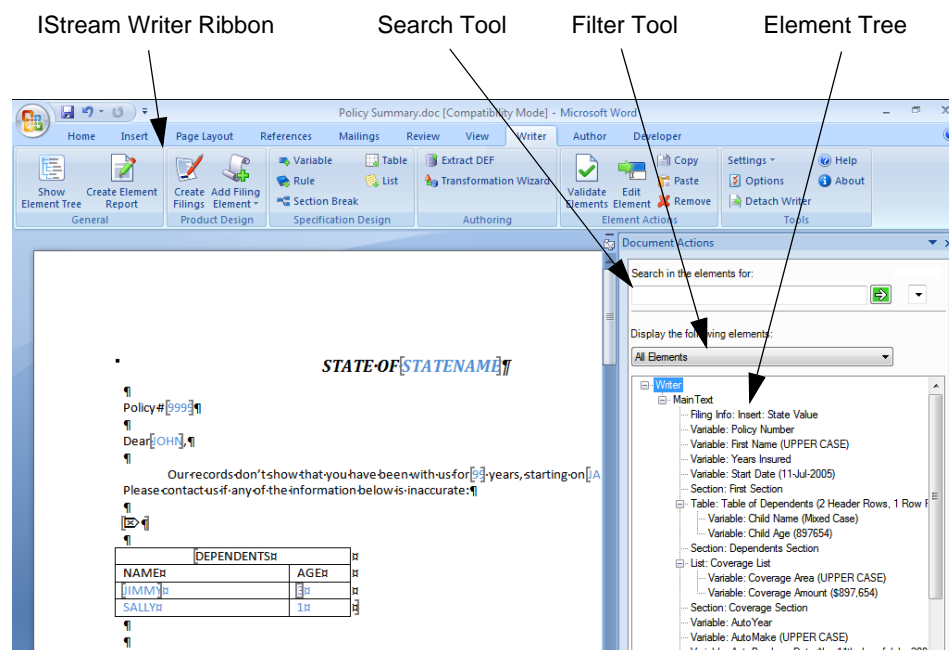 IStream Writer Ribbon Search Tool Filter Tool Element Tree
Policy Summary.doc [Compatibility Mode] - Microsoft Word
Home Insert Page Layout References Mailings Review View Writer Author Developer
Show Element Tree
Create Element Report
General
Create Filings
Add Filing Element
Product Design
Variable
Rule
Section Break
Table
List
Specification Design
Extract DEF
Transformation Wizard
Authoring
Validate Elements
Edit Element
Copy
Paste
Remove
Element Actions
Settings
Options
Detach Writer
Help
About
Tools
STATE·OF[STATENAME]¶
¶
Policy#[9999]¶
¶
Dear[JOHN],¶
¶
Our·records·don't·show·that·you·have·been·with·us·for[99]·years,·starting·on[JA
Please·contact·us·if·any·of·the·information·below·is·inaccurate:¶
¶
¶
¶
DEPENDENTS¤ ¤
NAME¤ AGE¤ ¤
[JIMMY]¤ [3]¤ ¤
SALLY¤ 1¤ ¤]
¶
¶
Document Actions
Search in the elements for:
Display the following elements:
All Elements
Writer
Main Text
Filing Info: Insert: State Value
Variable: Policy Number
Variable: First Name (UPPER CASE)
Variable: Years Insured
Variable: Start Date (11-Jul-2005)
Section: First Section
Table: Table of Dependents (2 Header Rows, 1 Row F
Variable: Child Name (Mixed Case)
Variable: Child Age (897654)
Section: Dependents Section
List: Coverage List
Variable: Coverage Area (UPPER CASE)
Variable: Coverage Amount ($897,654)
Section: Coverage Section
Variable: AutoYear
Variable: AutoMake (UPPER CASE)